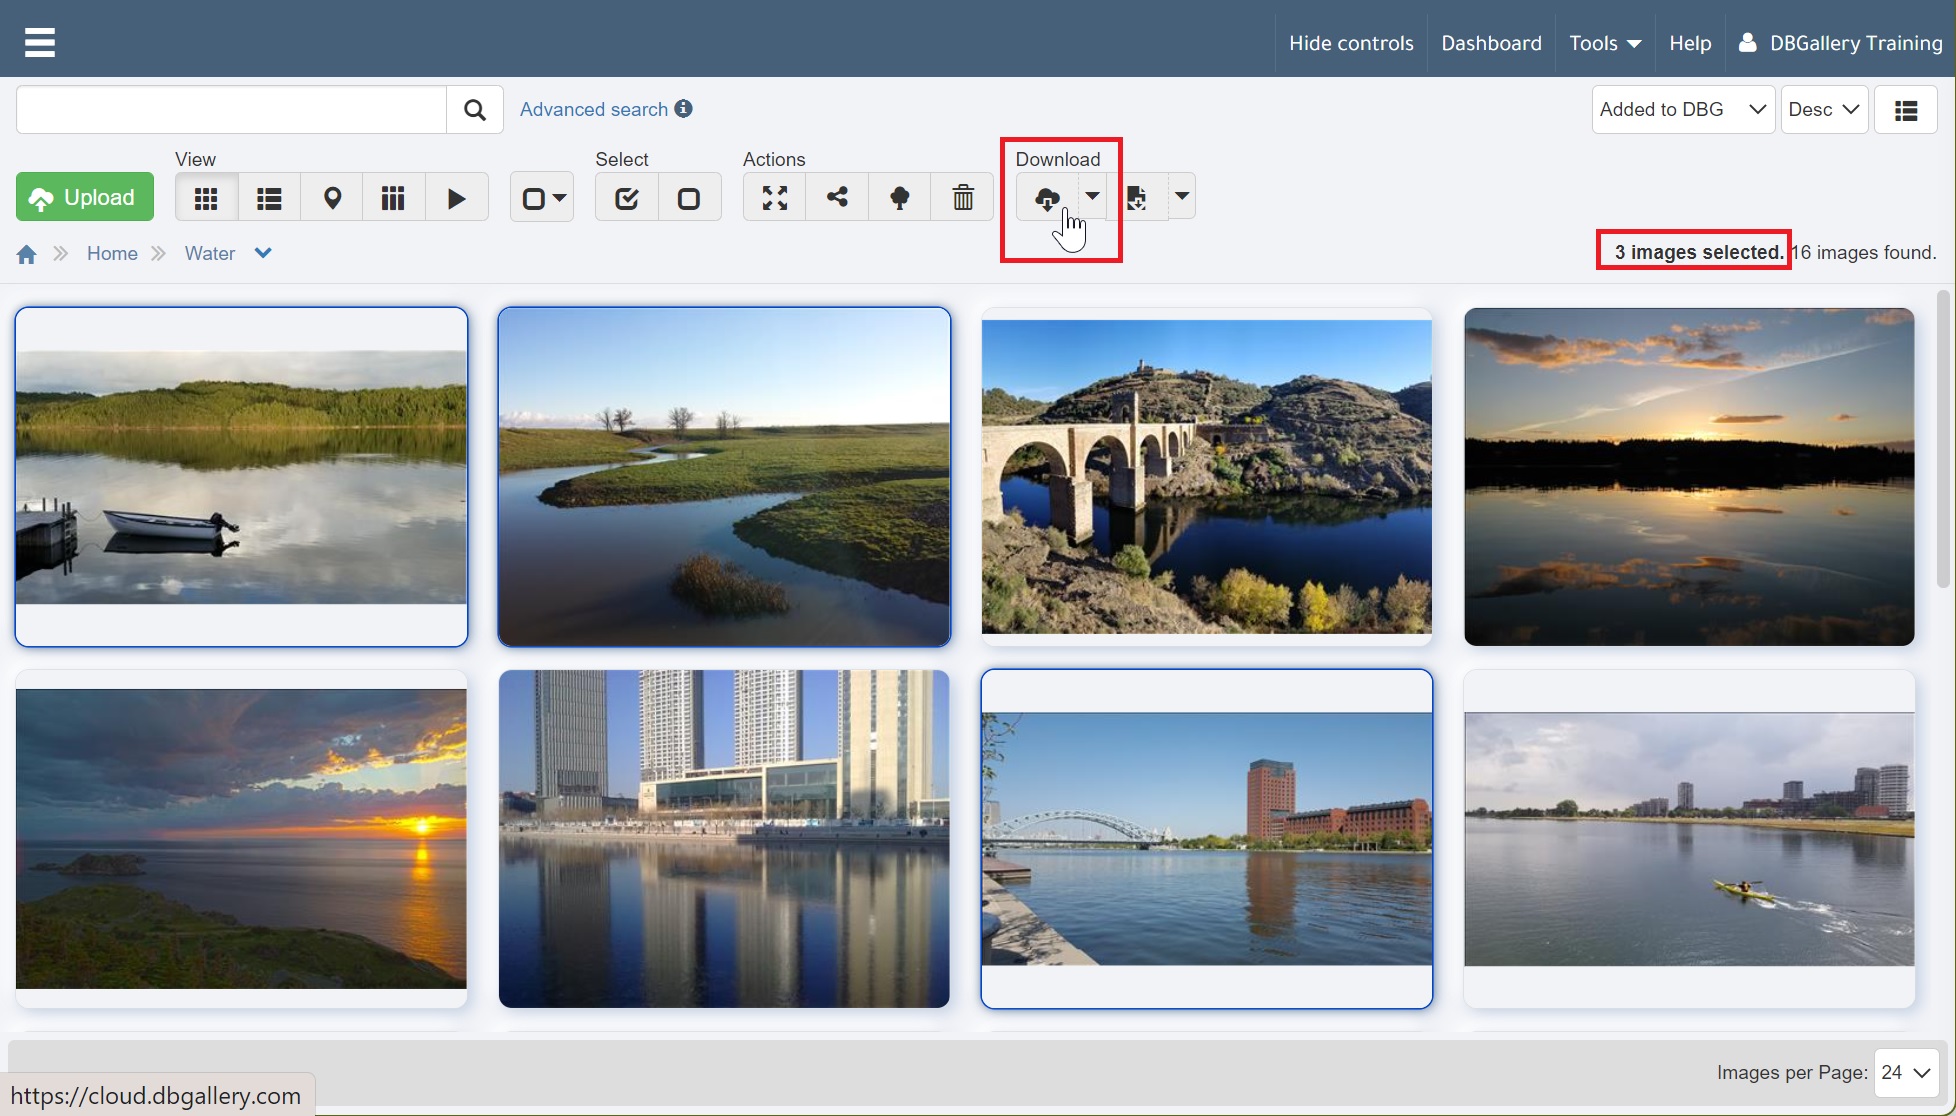 Hide controls
Dashboard
Tools
Help
DBGallery Training
Advanced search
Added to DBG
Desc
View
Select
Actions
Download
Upload
Home
Water
3 images selected. 16 images found.
Images per Page: 24
https://cloud.dbgallery.com